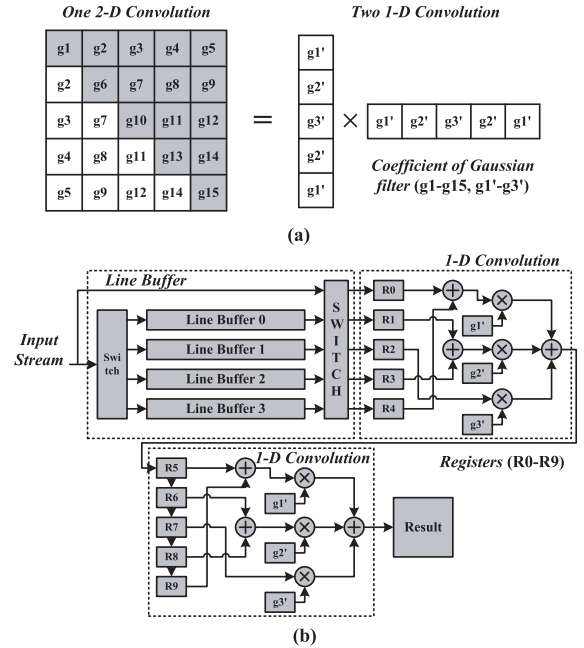 One 2-D Convolution
Two 1-D Convolution
g1 g2 g3 g4 g5
g2 g6 g7 g8 g9
g3 g7 g10 g11 g12
g4 g8 g11 g13 g14
g5 g9 g12 g14 g15
=
g1'
g2'
g3'
g2'
g1'
×
g1' g2' g3' g2' g1'
Coefficient of Gaussian
filter (g1-g15, g1'-g3')
(a)
1-D Convolution
Line Buffer
Input
Stream
Swi
tch
Line Buffer 0
Line Buffer 1
Line Buffer 2
Line Buffer 3
S
W
I
T
C
H
R0
R1
R2
R3
R4
+
×
g1'
+
×
g2'
+
×
g3'
Registers (R0-R9)
1-D Convolution
R5
R6
R7
R8
R9
+
×
g1'
+
×
g2'
+
×
g3'
Result
(b)